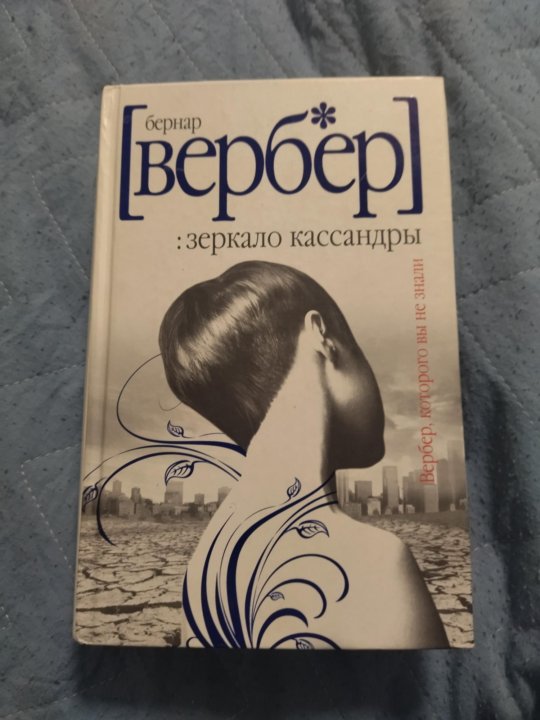 бернар
[вербер]
:зеркало кассандры
Вербер, которого вы не знали